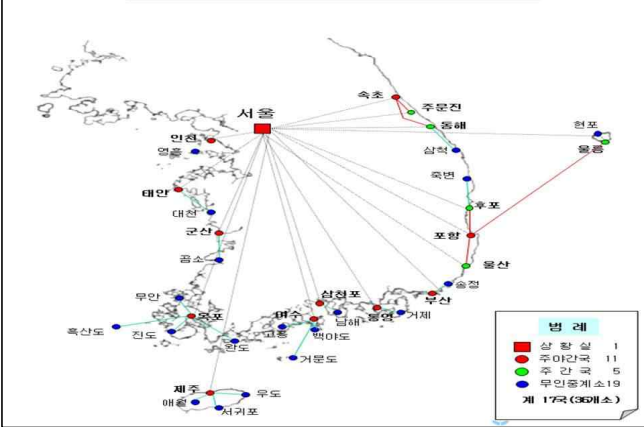 속초
주문진
서울
동해
현포
울릉
인천
영흥
삼척
죽변
태안
대천
후포
군산
포항
곰소
울산
송정
무안
삼천포
부산
목포
여수
남해
통영
거제
흑산도
진도
완도
고흥
백야도
거문도
제주
우도
애월
서귀포
범 례
상 황 실 1
주야간국 11
주 간 국 5
무인중계소19
계 17국(36개소)